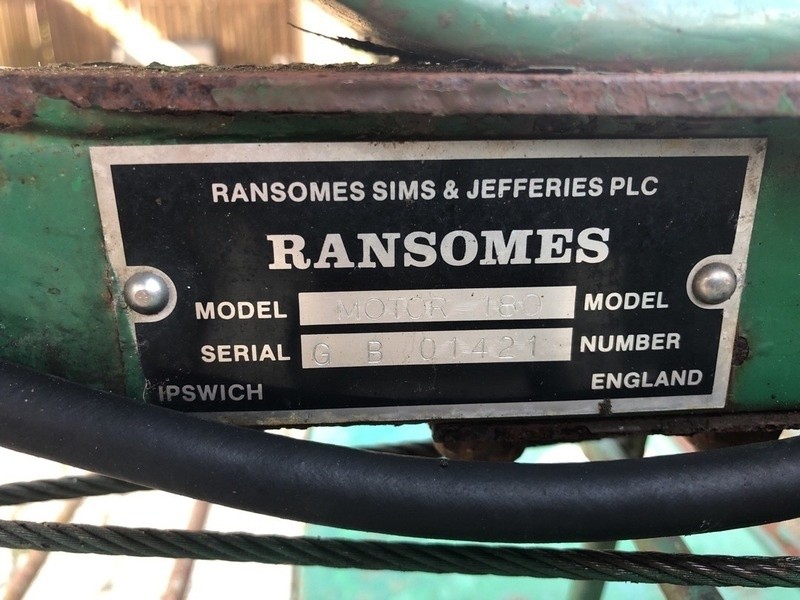 RANSOMES SIMS & JEFFERIES PLC
RANSOMES
MODEL MOTOR 180 MODEL
SERIAL G B 01421 NUMBER
IPSWICH ENGLAND